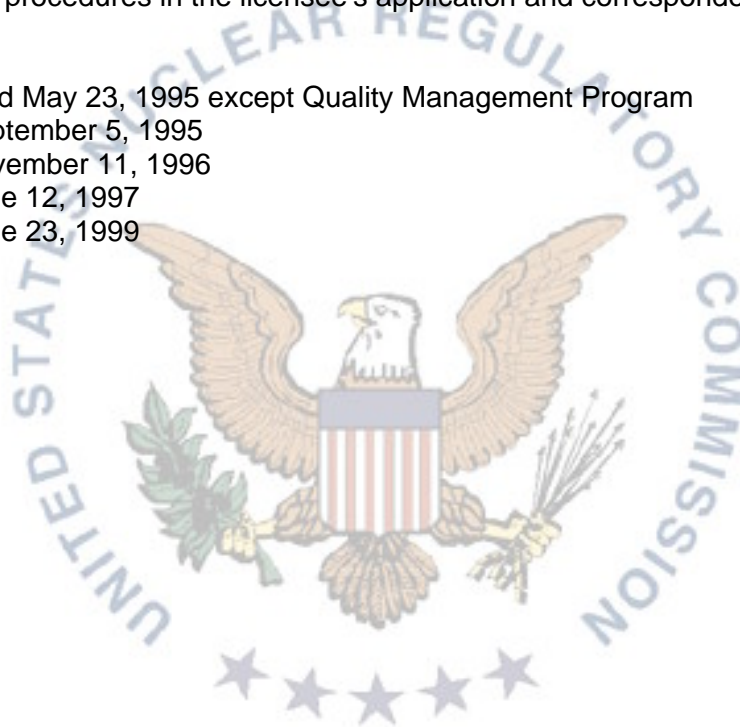 procedures in the licensee's application and correspond
d May 23, 1995 except Quality Management Program
tember 5, 1995
vember 11, 1996
e 12, 1997
e 23, 1999
UNITED STATES NUCLEAR REGULATORY COMMISSION